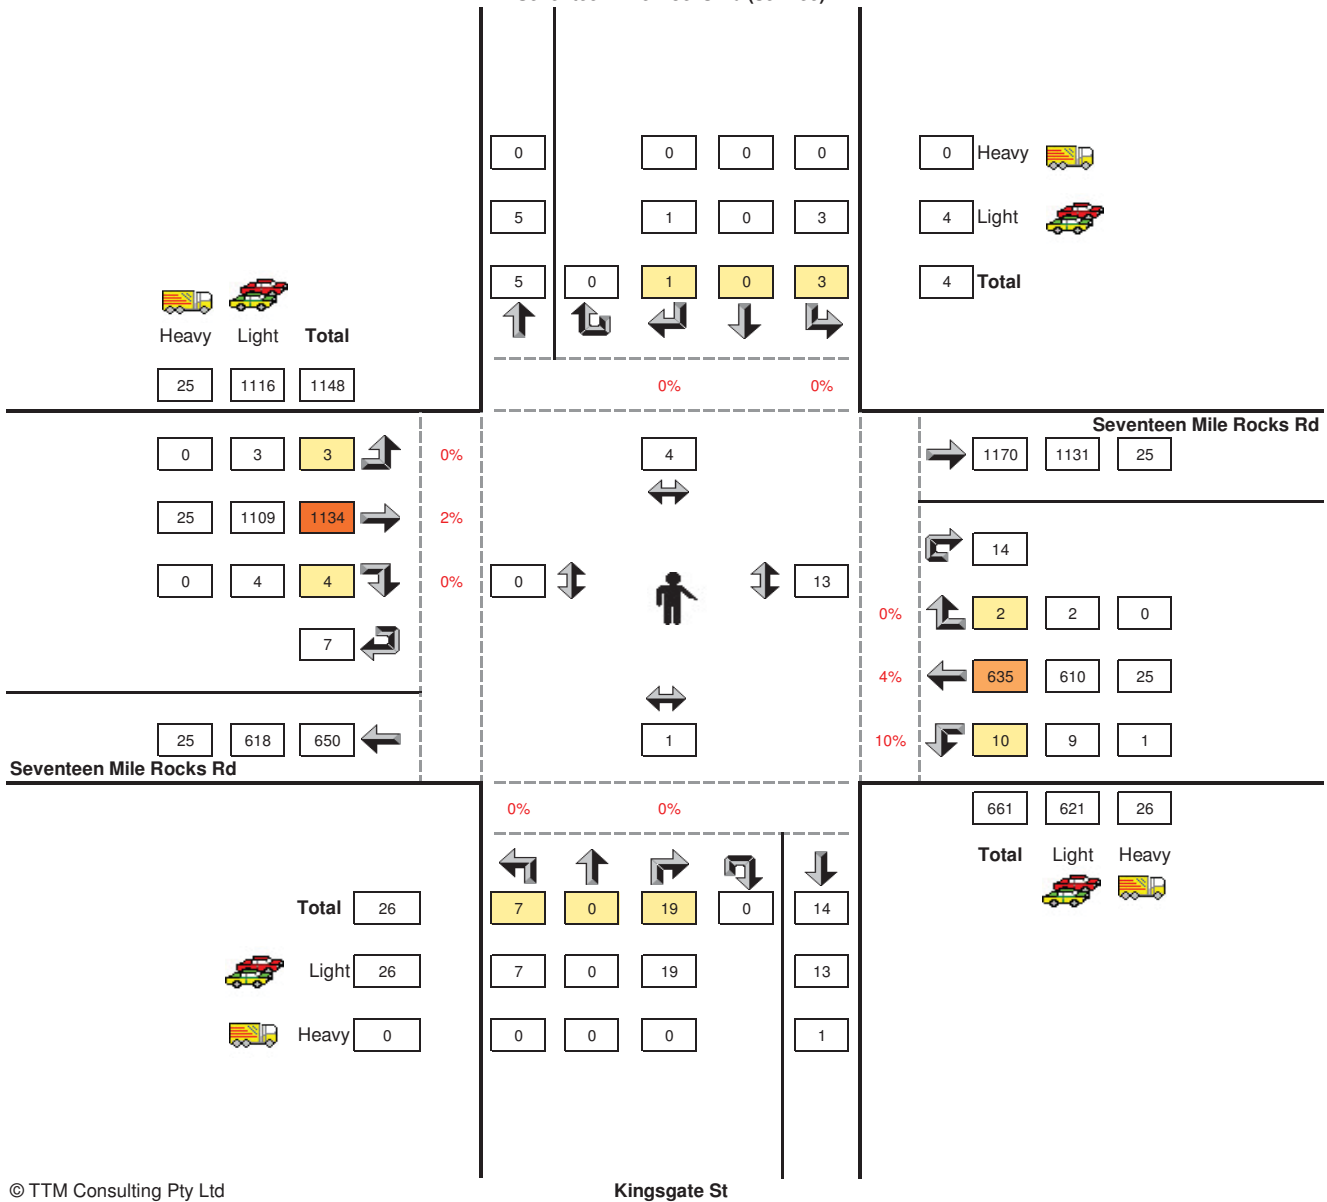 0 0 0 0 0 Heavy
5 1 0 3 4 Light
5 0 1 0 3 4 Total
Heavy Light Total
25 1116 1148 0% 0%
Seventeen Mile Rocks Rd
0 3 3 0% 4 1170 1131 25
25 1109 1134 2%
14
0 4 4 0% 0 13
0% 2 2 0
7
4% 635 610 25
25 618 650 1 10% 10 9 1
Seventeen Mile Rocks Rd
0% 0% 661 621 26
Total Light Heavy
Total 26 7 0 19 0 14
Light 26 7 0 19 13
Heavy 0 0 0 0 1
© TTM Consulting Pty Ltd Kingsgate St